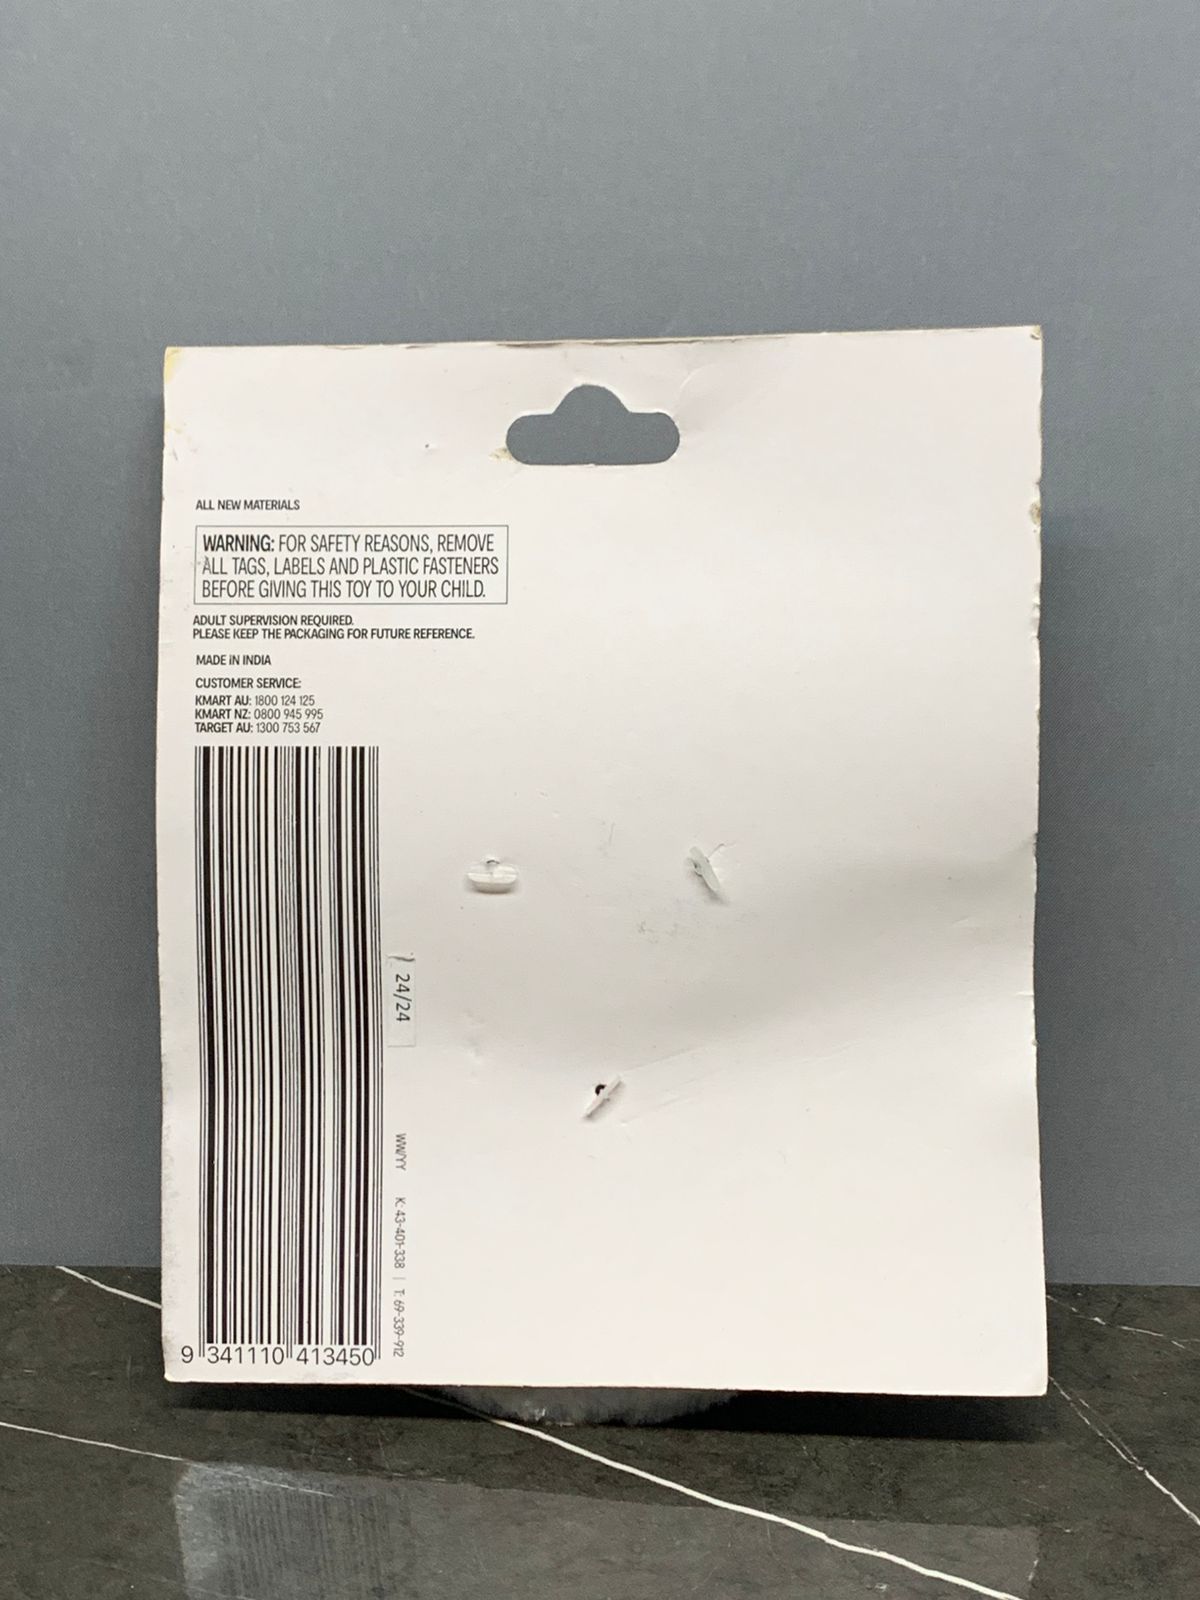 ALL NEW MATERIALS
WARNING: FOR SAFETY REASONS, REMOVE
ALL TAGS, LABELS AND PLASTIC FASTENERS
BEFORE GIVING THIS TOY TO YOUR CHILD.
ADULT SUPERVISION REQUIRED.
PLEASE KEEP THE PACKAGING FOR FUTURE REFERENCE.
MADE iN INDIA
CUSTOMER SERVICE:
KMART AU: 1800 124 125
KMART NZ: 0800 945 995
TARGET AU: 1300 753 567
24/24
WW/YY K: 43-401-338 | T: 69-339-912
9 341110 413450